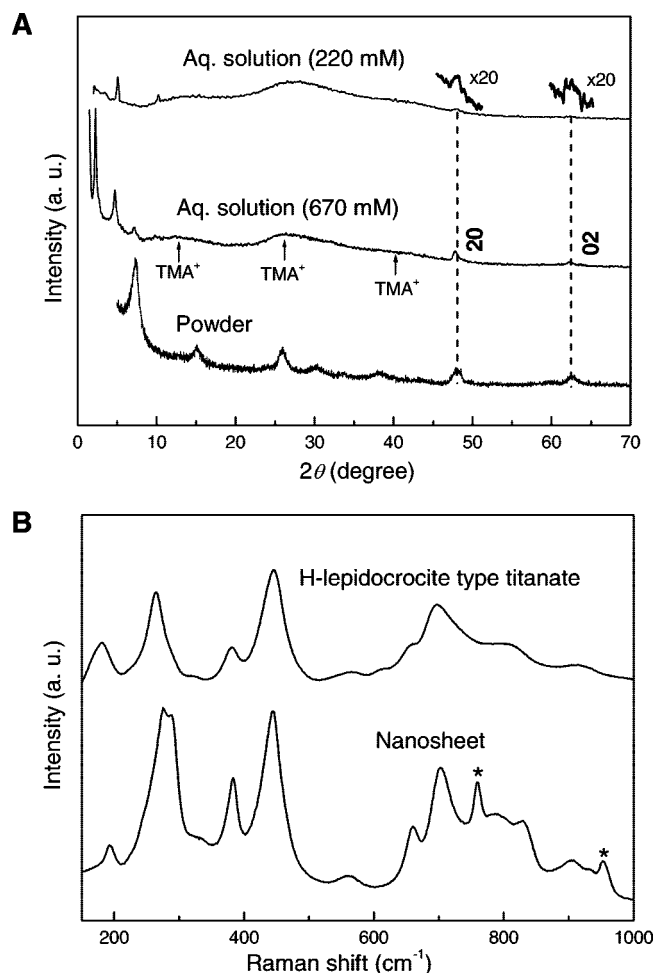 A
Aq. solution (220 mM)
x20
x20
Aq. solution (670 mM)
20
02
TMA+
TMA+
TMA+
Powder
Intensity (a. u.)
0 10 20 30 40 50 60 70
2θ (degree)
B
H-lepidocrocite type titanate
Nanosheet
*
*
Intensity (a. u.)
200 400 600 800 1000
Raman shift (cm-1)